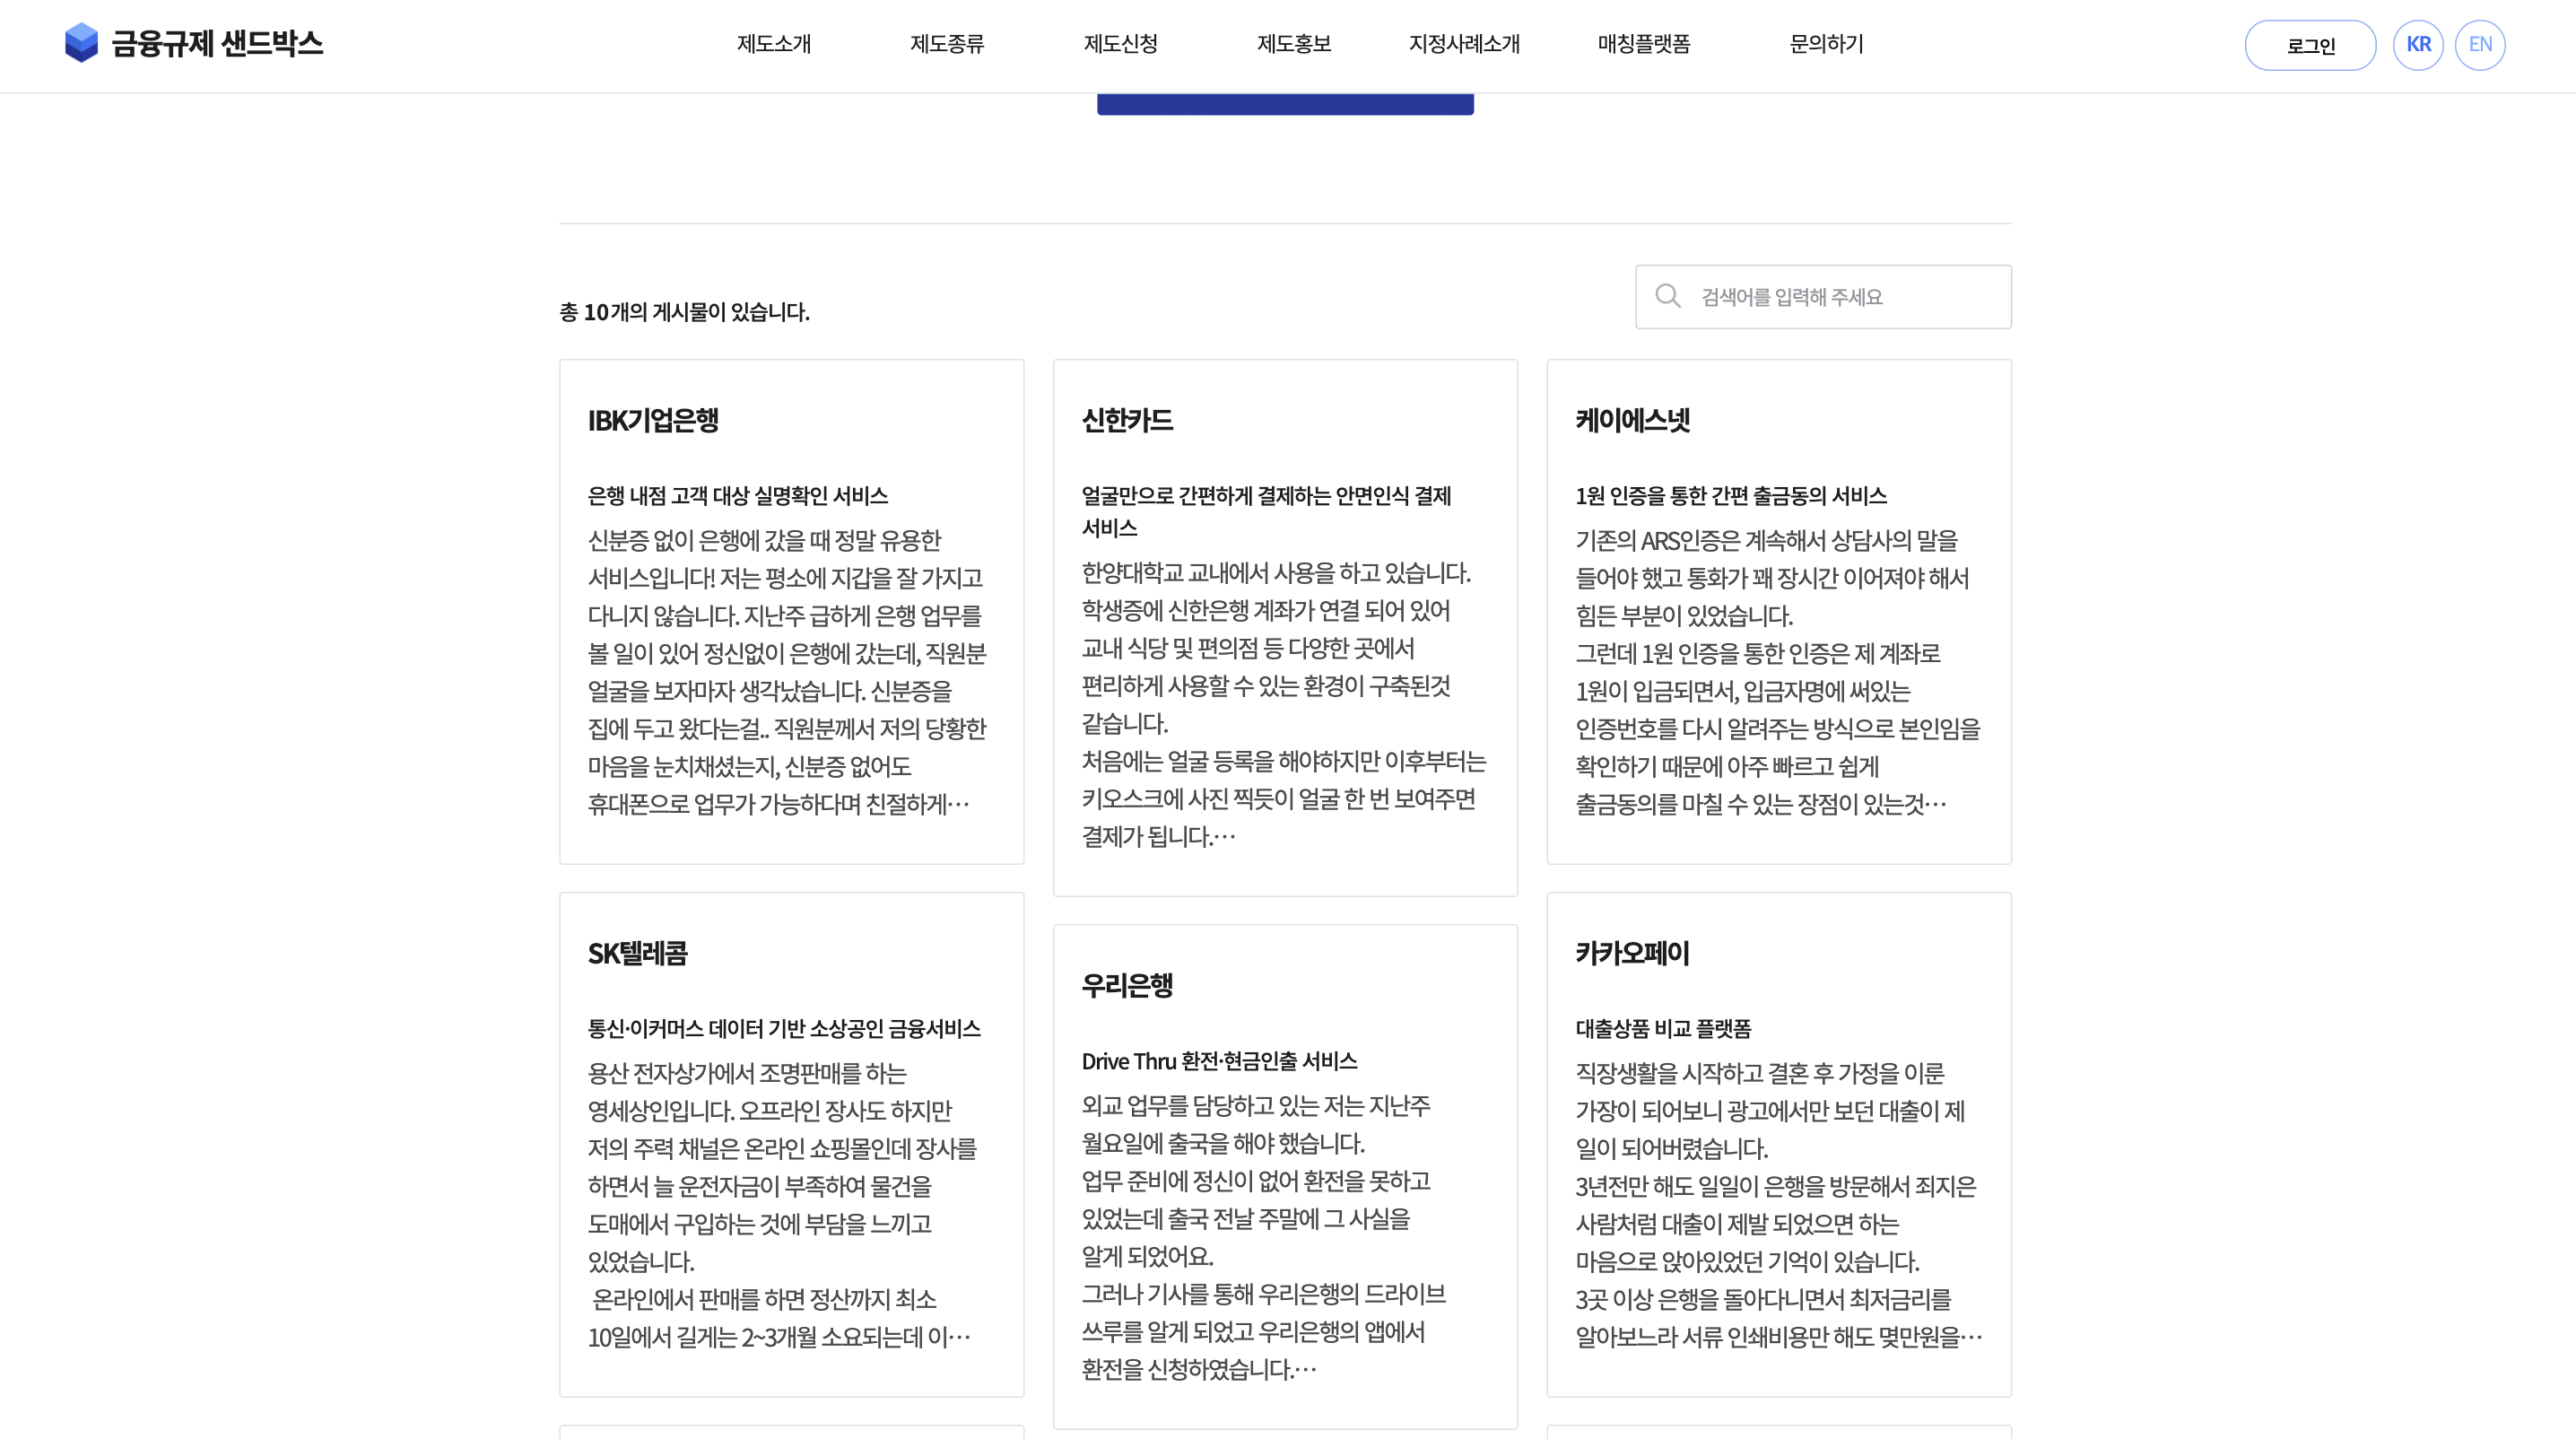 금융규제 샌드박스
제도소개
제도종류
제도신청
제도홍보
지정사례소개
매칭플랫폼
문의하기
로그인
KR
EN
총 10개의 게시물이 있습니다.
검색어를 입력해 주세요
IBK기업은행
은행 내점 고객 대상 실명확인 서비스
신분증 없이 은행에 갔을 때 정말 유용한
서비스입니다! 저는 평소에 지갑을 잘 가지고
다니지 않습니다. 지난주 급하게 은행 업무를
볼 일이 있어 정신없이 은행에 갔는데, 직원분
얼굴을 보자마자 생각났습니다. 신분증을
집에 두고 왔다는걸.. 직원분께서 저의 당황한
마음을 눈치채셨는지, 신분증 없어도
휴대폰으로 업무가 가능하다며 친절하게…
신한카드
얼굴만으로 간편하게 결제하는 안면인식 결제
서비스
한양대학교 교내에서 사용을 하고 있습니다.
학생증에 신한은행 계좌가 연결 되어 있어
교내 식당 및 편의점 등 다양한 곳에서
편리하게 사용할 수 있는 환경이 구축된것
같습니다.
처음에는 얼굴 등록을 해야하지만 이후부터는
키오스크에 사진 찍듯이 얼굴 한 번 보여주면
결제가 됩니다.…
케이에스넷
1원 인증을 통한 간편 출금동의 서비스
기존의 ARS인증은 계속해서 상담사의 말을
들어야 했고 통화가 꽤 장시간 이어져야 해서
힘든 부분이 있었습니다.
그런데 1원 인증을 통한 인증은 제 계좌로
1원이 입금되면서, 입금자명에 써있는
인증번호를 다시 알려주는 방식으로 본인임을
확인하기 때문에 아주 빠르고 쉽게
출금동의를 마칠 수 있는 장점이 있는것…
SK텔레콤
통신·이커머스 데이터 기반 소상공인 금융서비스
용산 전자상가에서 조명판매를 하는
영세상인입니다. 오프라인 장사도 하지만
저의 주력 채널은 온라인 쇼핑몰인데 장사를
하면서 늘 운전자금이 부족하여 물건을
도매에서 구입하는 것에 부담을 느끼고
있었습니다.
온라인에서 판매를 하면 정산까지 최소
10일에서 길게는 2~3개월 소요되는데 이…
우리은행
Drive Thru 환전·현금인출 서비스
외교 업무를 담당하고 있는 저는 지난주
월요일에 출국을 해야 했습니다.
업무 준비에 정신이 없어 환전을 못하고
있었는데 출국 전날 주말에 그 사실을
알게 되었어요.
그러나 기사를 통해 우리은행의 드라이브
쓰루를 알게 되었고 우리은행의 앱에서
환전을 신청하였습니다.…
카카오페이
대출상품 비교 플랫폼
직장생활을 시작하고 결혼 후 가정을 이룬
가장이 되어보니 광고에서만 보던 대출이 제
일이 되어버렸습니다.
3년전만 해도 일일이 은행을 방문해서 죄지은
사람처럼 대출이 제발 되었으면 하는
마음으로 앉아있었던 기억이 있습니다.
3곳 이상 은행을 돌아다니면서 최저금리를
알아보느라 서류 인쇄비용만 해도 몇만원을…